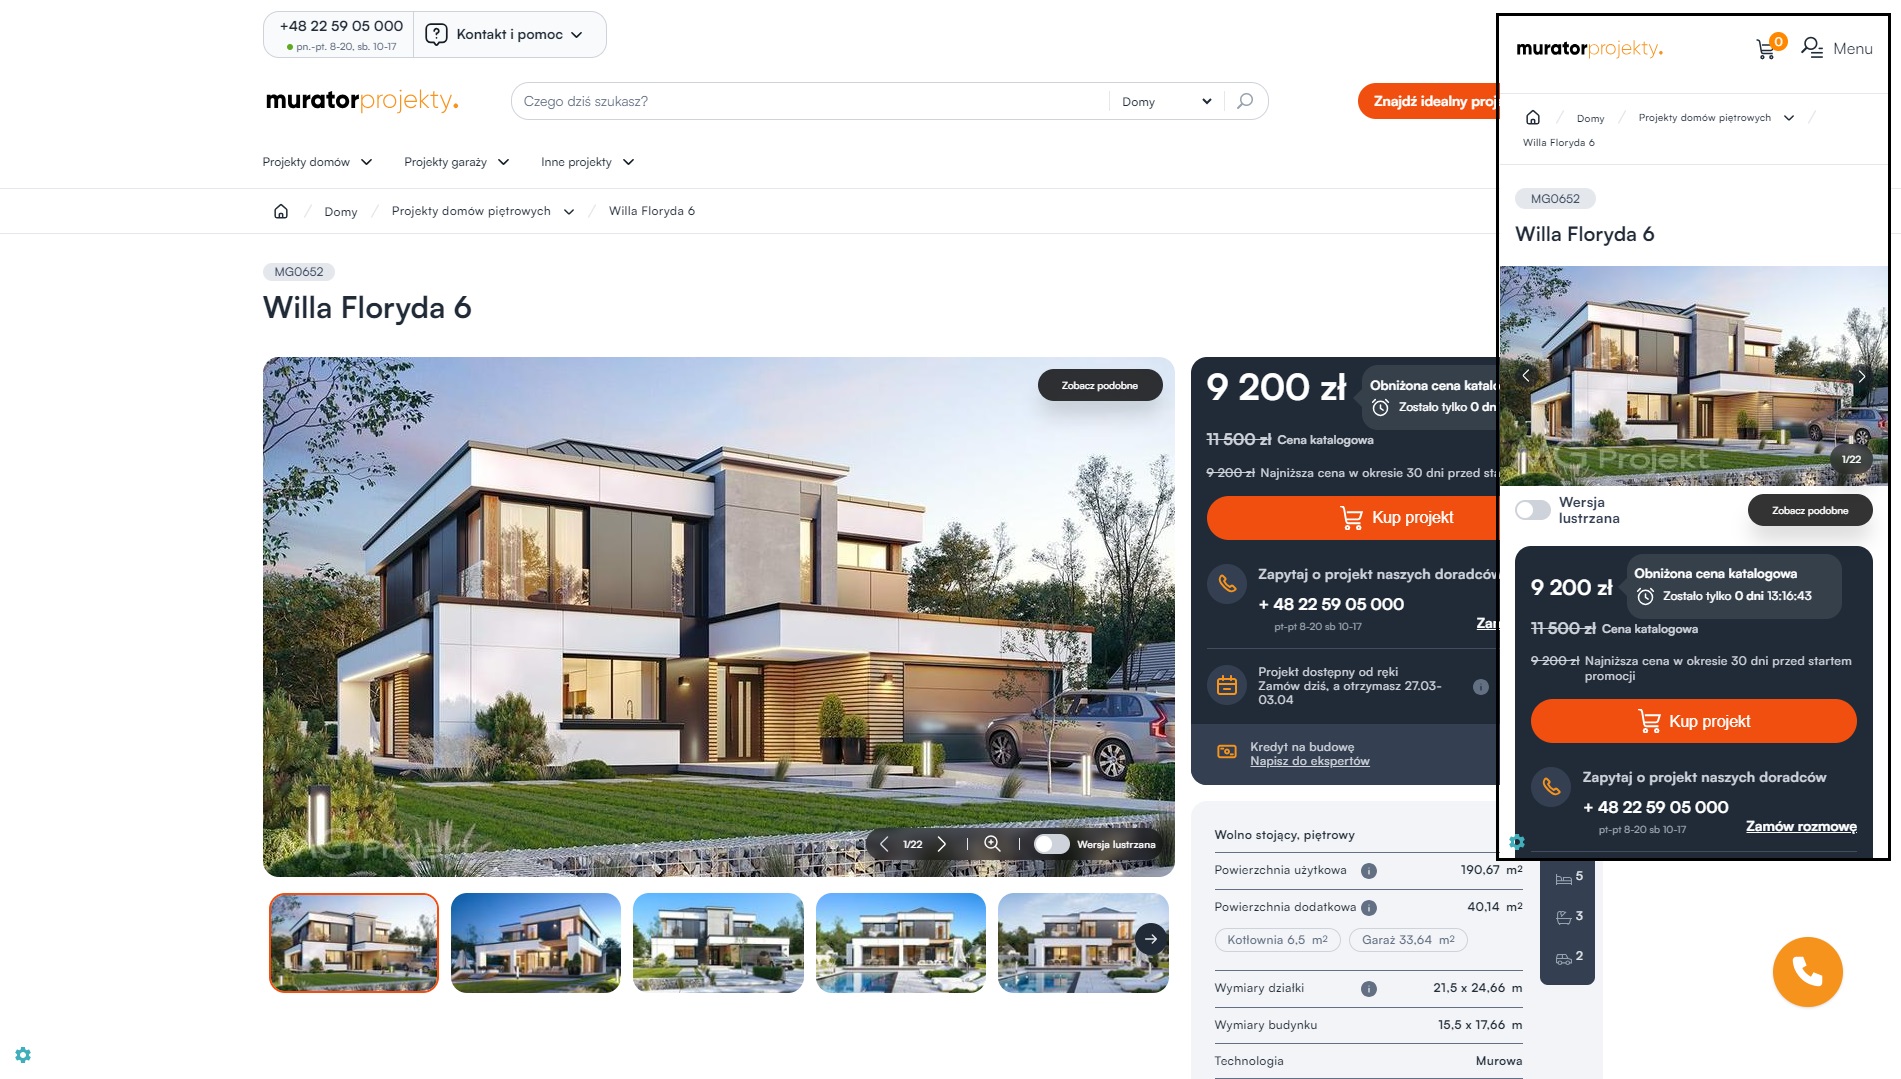 +48 22 59 05 000
pn.-pt. 8-20, sb. 10-17
Kontakt i pomoc
muratorprojekty.
Czego dziś szukasz?
Domy
Znajdź idealny proj
Projekty domów
Projekty garaży
Inne projekty
Domy
Projekty domów piętrowych
Willa Floryda 6
MG0652
Willa Floryda 6
Zobacz podobne
MG Projekt
1/22
Wersja lustrzana
9 200 zł
Obniżona cena katalo
Zostało tylko 0 dn
11 500 zł Cena katalogowa
9 200 zł Najniższa cena w okresie 30 dni przed sta
Kup projekt
Zapytaj o projekt naszych doradców
+ 48 22 59 05 000
pt-pt 8-20 sb 10-17
Zam
Projekt dostępny od ręki
Zamów dziś, a otrzymasz 27.03-
03.04
Kredyt na budowę
Napisz do ekspertów
Wolno stojący, piętrowy
Powierzchnia użytkowa 190,67 m²
Powierzchnia dodatkowa 40,14 m²
Kotłownia 6,5 m²
Garaż 33,64 m²
Wymiary działki 21,5 x 24,66 m
Wymiary budynku 15,5 x 17,66 m
Technologia Murowa
5
3
2
muratorprojekty.
0
Menu
Domy
Projekty domów piętrowych
Willa Floryda 6
MG0652
Willa Floryda 6
MG Projekt
1/22
Wersja
lustrzana
Zobacz podobne
9 200 zł
Obniżona cena katalogowa
Zostało tylko 0 dni 13:16:43
11 500 zł Cena katalogowa
9 200 zł Najniższa cena w okresie 30 dni przed startem
promocji
Kup projekt
Zapytaj o projekt naszych doradców
+ 48 22 59 05 000
pt-pt 8-20 sb 10-17
Zamów rozmowę